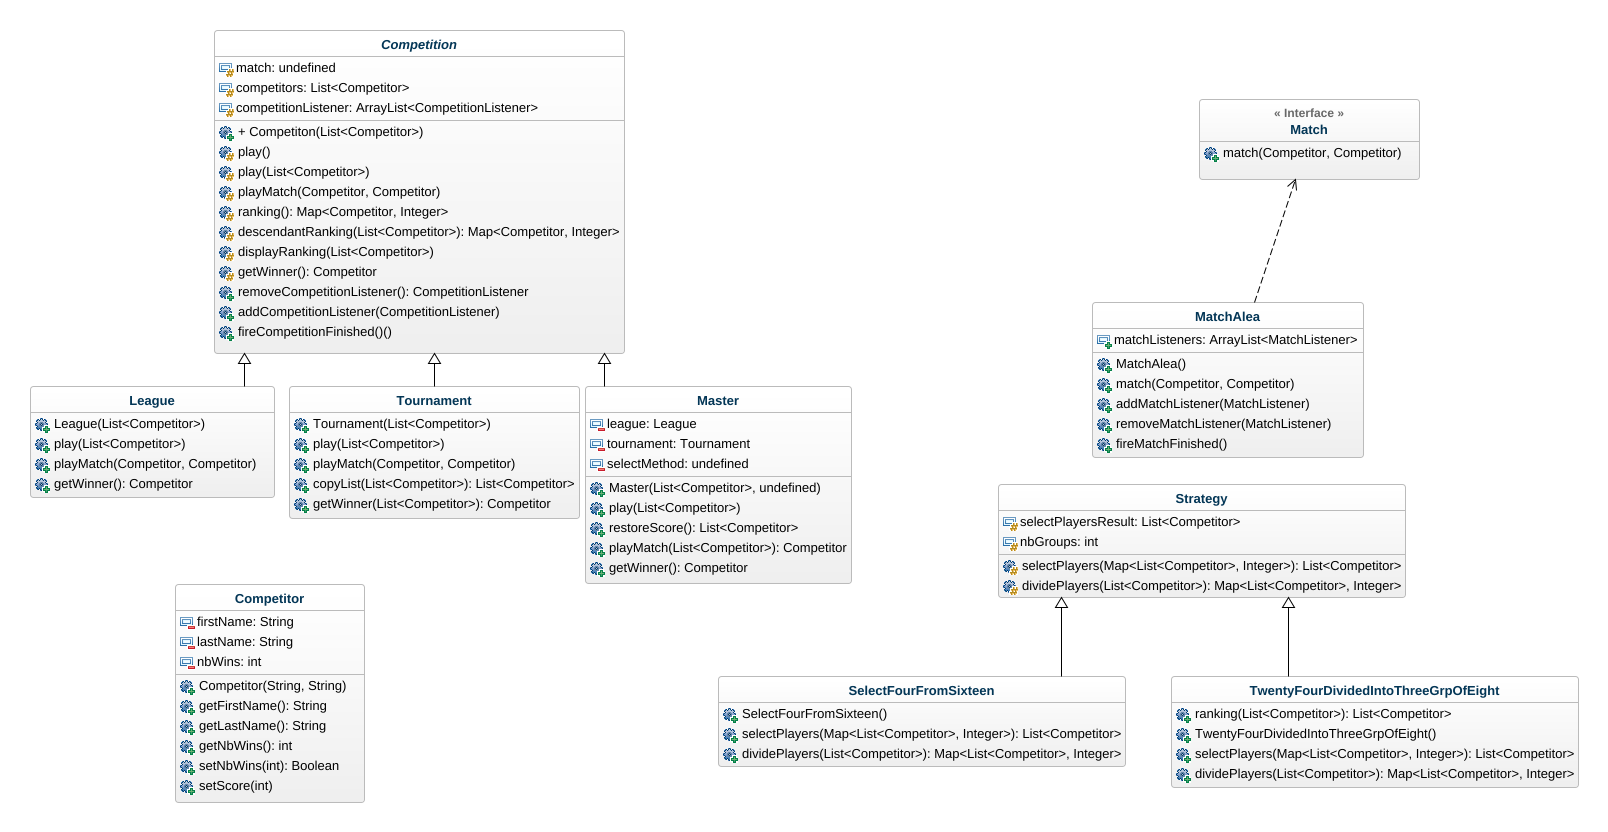 Competition
match: undefined
competitors: List<Competitor>
competitionListener: ArrayList<CompetitionListener>
+ Competiton(List<Competitor>)
play()
play(List<Competitor>)
playMatch(Competitor, Competitor)
ranking(): Map<Competitor, Integer>
descendantRanking(List<Competitor>): Map<Competitor, Integer>
displayRanking(List<Competitor>)
getWinner(): Competitor
removeCompetitionListener(): CompetitionListener
addCompetitionListener(CompetitionListener)
fireCompetitionFinished()()
« Interface »
Match
match(Competitor, Competitor)
MatchAlea
matchListeners: ArrayList<MatchListener>
MatchAlea()
match(Competitor, Competitor)
addMatchListener(MatchListener)
removeMatchListener(MatchListener)
fireMatchFinished()
League
League(List<Competitor>)
play(List<Competitor>)
playMatch(Competitor, Competitor)
getWinner(): Competitor
Tournament
Tournament(List<Competitor>)
play(List<Competitor>)
playMatch(Competitor, Competitor)
copyList(List<Competitor>): List<Competitor>
getWinner(List<Competitor>): Competitor
Master
league: League
tournament: Tournament
selectMethod: undefined
Master(List<Competitor>, undefined)
play(List<Competitor>)
restoreScore(): List<Competitor>
playMatch(List<Competitor>): Competitor
getWinner(): Competitor
Strategy
selectPlayersResult: List<Competitor>
nbGroups: int
selectPlayers(Map<List<Competitor>, Integer>): List<Competitor>
dividePlayers(List<Competitor>): Map<List<Competitor>, Integer>
Competitor
firstName: String
lastName: String
nbWins: int
Competitor(String, String)
getFirstName(): String
getLastName(): String
getNbWins(): int
setNbWins(int): Boolean
setScore(int)
SelectFourFromSixteen
SelectFourFromSixteen()
selectPlayers(Map<List<Competitor>, Integer>): List<Competitor>
dividePlayers(List<Competitor>): Map<List<Competitor>, Integer>
TwentyFourDividedIntoThreeGrpOfEight
ranking(List<Competitor>): List<Competitor>
TwentyFourDividedIntoThreeGrpOfEight()
selectPlayers(Map<List<Competitor>, Integer>): List<Competitor>
dividePlayers(List<Competitor>): Map<List<Competitor>, Integer>